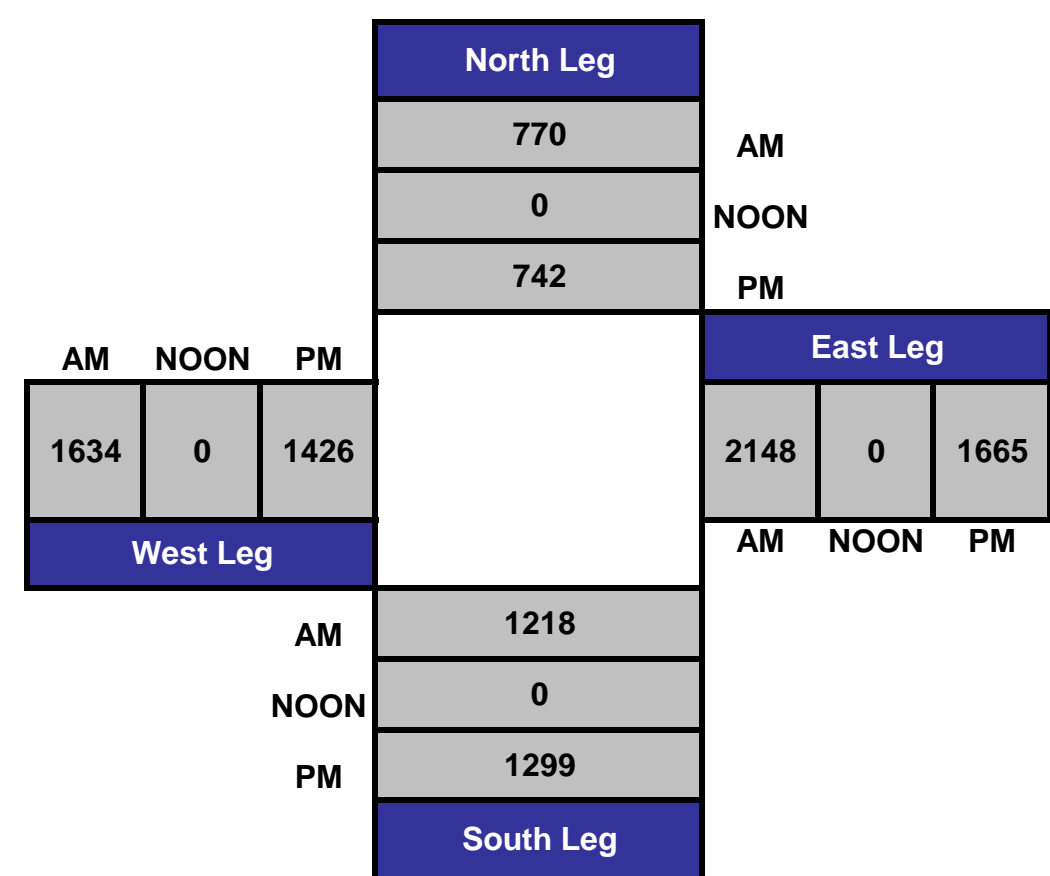 North Leg
770 AM
0 NOON
742 PM
East Leg
AM NOON PM
1634 0 1426
2148 0 1665
West Leg
AM NOON PM
AM 1218
NOON 0
PM 1299
South Leg